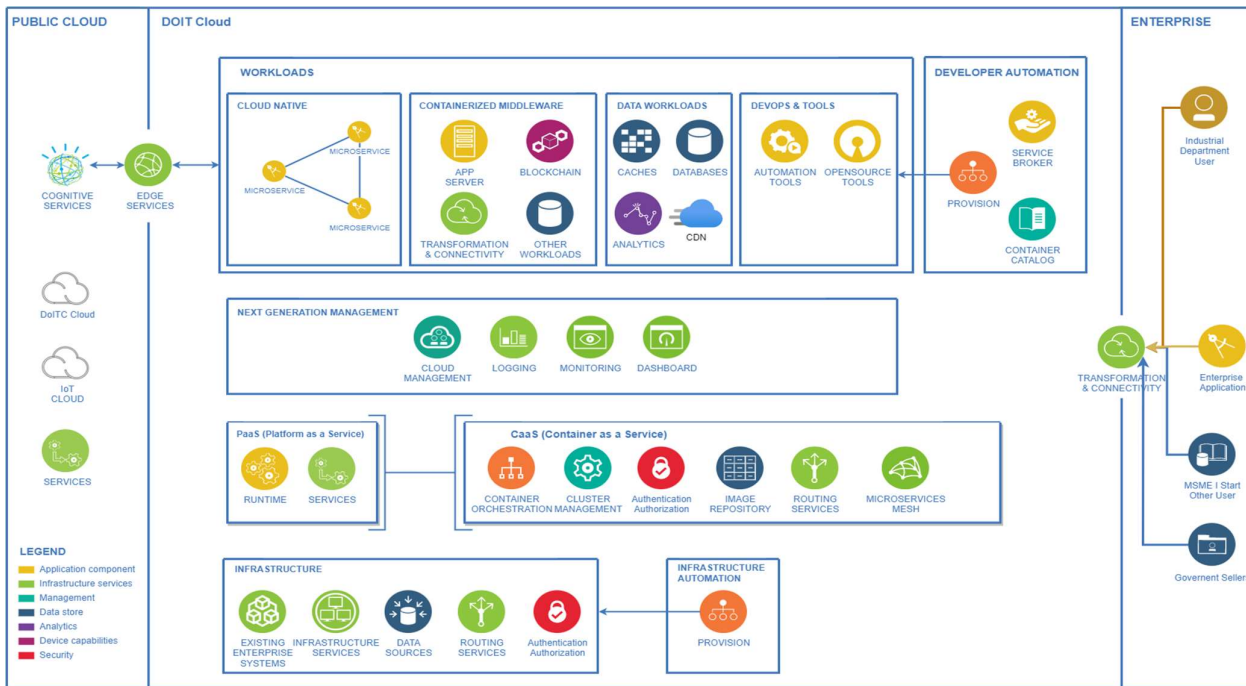 PUBLIC CLOUD
DOIT Cloud
ENTERPRISE
WORKLOADS
DEVELOPER AUTOMATION
CLOUD NATIVE
CONTAINERIZED MIDDLEWARE
DATA WORKLOADS
DEVOPS & TOOLS
MICROSERVICE
MICROSERVICE
MICROSERVICE
APP
SERVER
BLOCKCHAIN
TRANSFORMATION
& CONNECTIVITY
OTHER
WORKLOADS
CACHES
DATABASES
ANALYTICS
CDN
AUTOMATION
TOOLS
OPENSOURCE
TOOLS
PROVISION
SERVICE
BROKER
CONTAINER
CATALOG
COGNITIVE
SERVICES
EDGE
SERVICES
DoITC Cloud
IoT
CLOUD
SERVICES
Industrial
Department
User
TRANSFORMATION
& CONNECTIVITY
Enterprise
Application
MSME I Start
Other User
Governent Seller
NEXT GENERATION MANAGEMENT
CLOUD
MANAGEMENT
LOGGING
MONITORING
DASHBOARD
PaaS (Platform as a Service)
RUNTIME
SERVICES
CaaS (Container as a Service)
CONTAINER
ORCHESTRATION
CLUSTER
MANAGEMENT
Authentication
Authorization
IMAGE
REPOSITORY
ROUTING
SERVICES
MICROSERVICES
MESH
LEGEND
Application component
Infrastructure services
Management
Data store
Analytics
Device capabilities
Security
INFRASTRUCTURE
EXISTING
ENTERPRISE
SYSTEMS
INFRASTRUCTURE
SERVICES
DATA
SOURCES
ROUTING
SERVICES
Authentication
Authorization
INFRASTRUCTURE
AUTOMATION
PROVISION